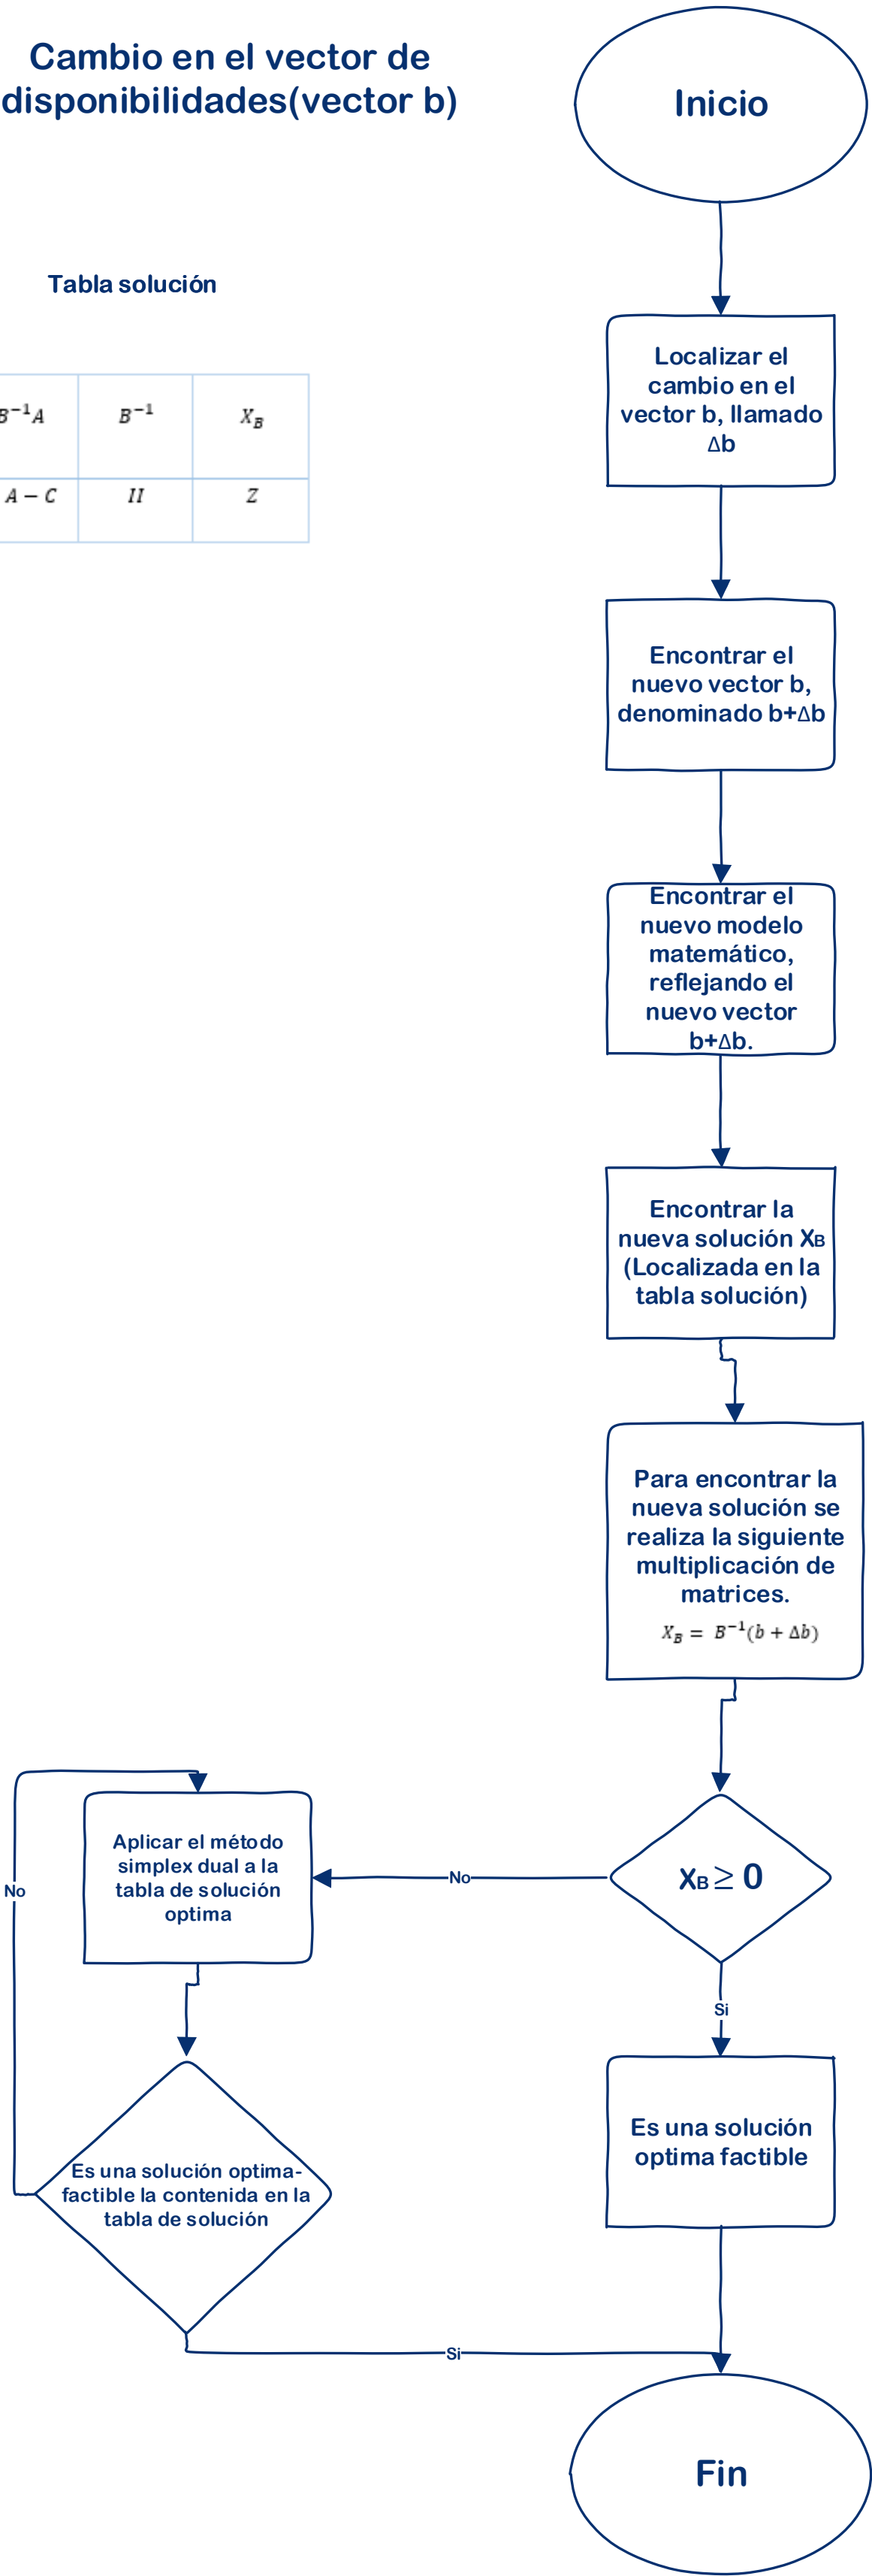 Cambio en el vector de
disponibilidades(vector b)
Inicio
Tabla solución
B⁻¹A
B⁻¹
X_B
A − C
II
Z
Localizar el
cambio en el
vector b, llamado
Δb
Encontrar el
nuevo vector b,
denominado b+Δb
Encontrar el
nuevo modelo
matemático,
reflejando el
nuevo vector
b+Δb.
Encontrar la
nueva solución XB
(Localizada en la
tabla solución)
Para encontrar la
nueva solución se
realiza la siguiente
multiplicación de
matrices.
X_B = B⁻¹(b + Δb)
XB ≥ 0
No
Aplicar el método
simplex dual a la
tabla de solución
optima
No
Si
Es una solución
optima factible
Es una solución optima-
factible la contenida en la
tabla de solución
Si
Fin